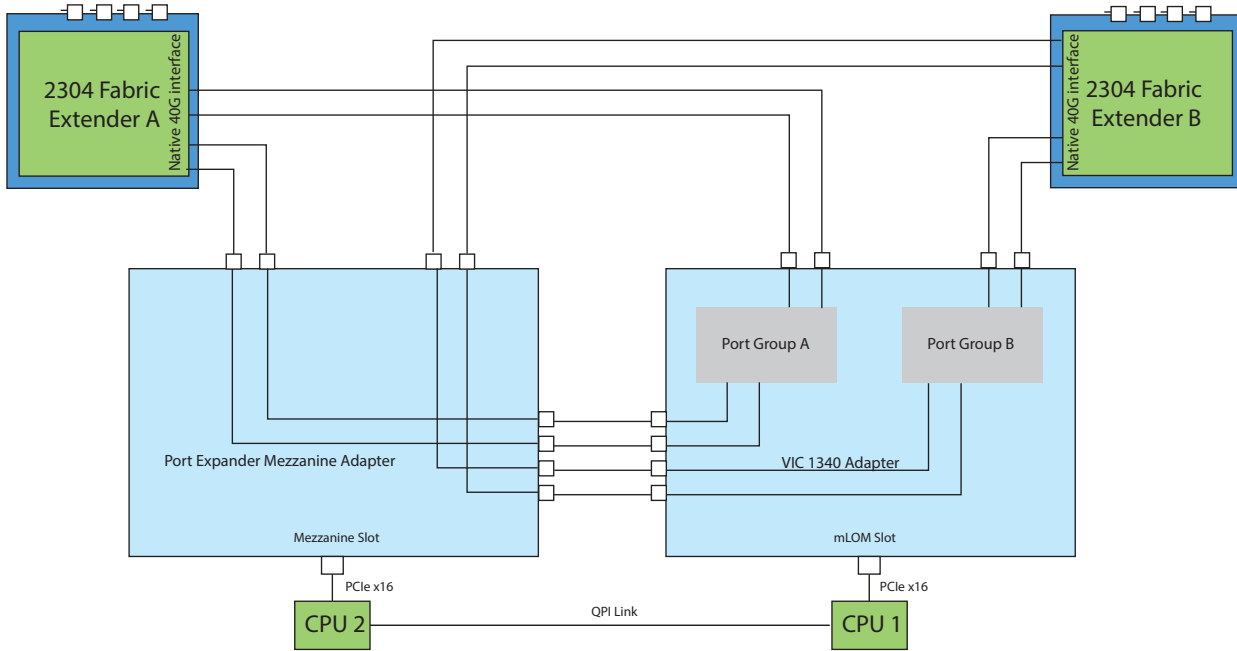 2304 Fabric
Extender A
Native 40G interface
Native 40G interface
2304 Fabric
Extender B
Port Group A
Port Group B
Port Expander Mezzanine Adapter
VIC 1340 Adapter
Mezzanine Slot
mLOM Slot
PCIe x16
PCIe x16
QPI Link
CPU 2
CPU 1